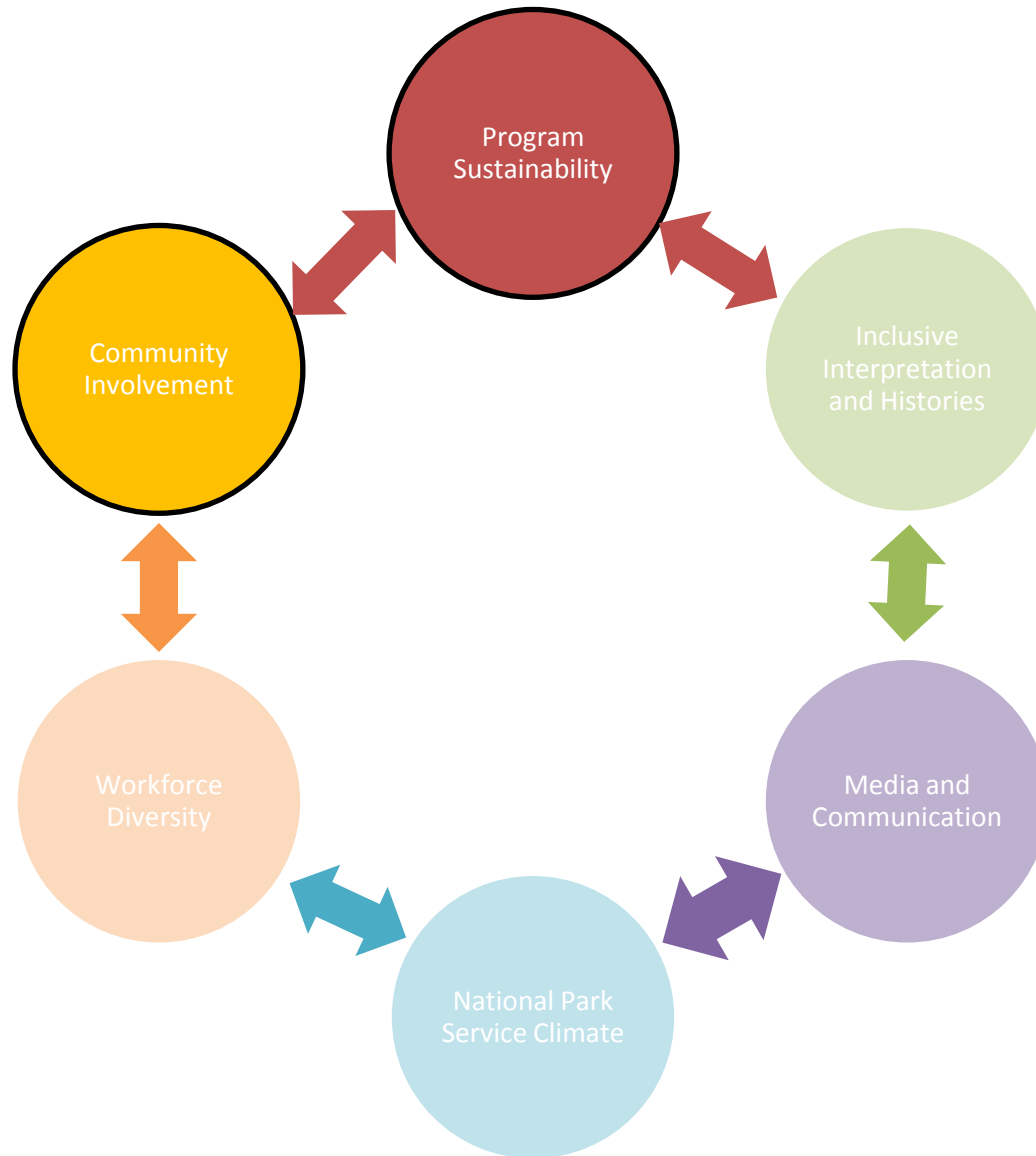 Program
Sustainability
Inclusive
Interpretation
and Histories
Media and
Communication
National Park
Service Climate
Workforce
Diversity
Community
Involvement